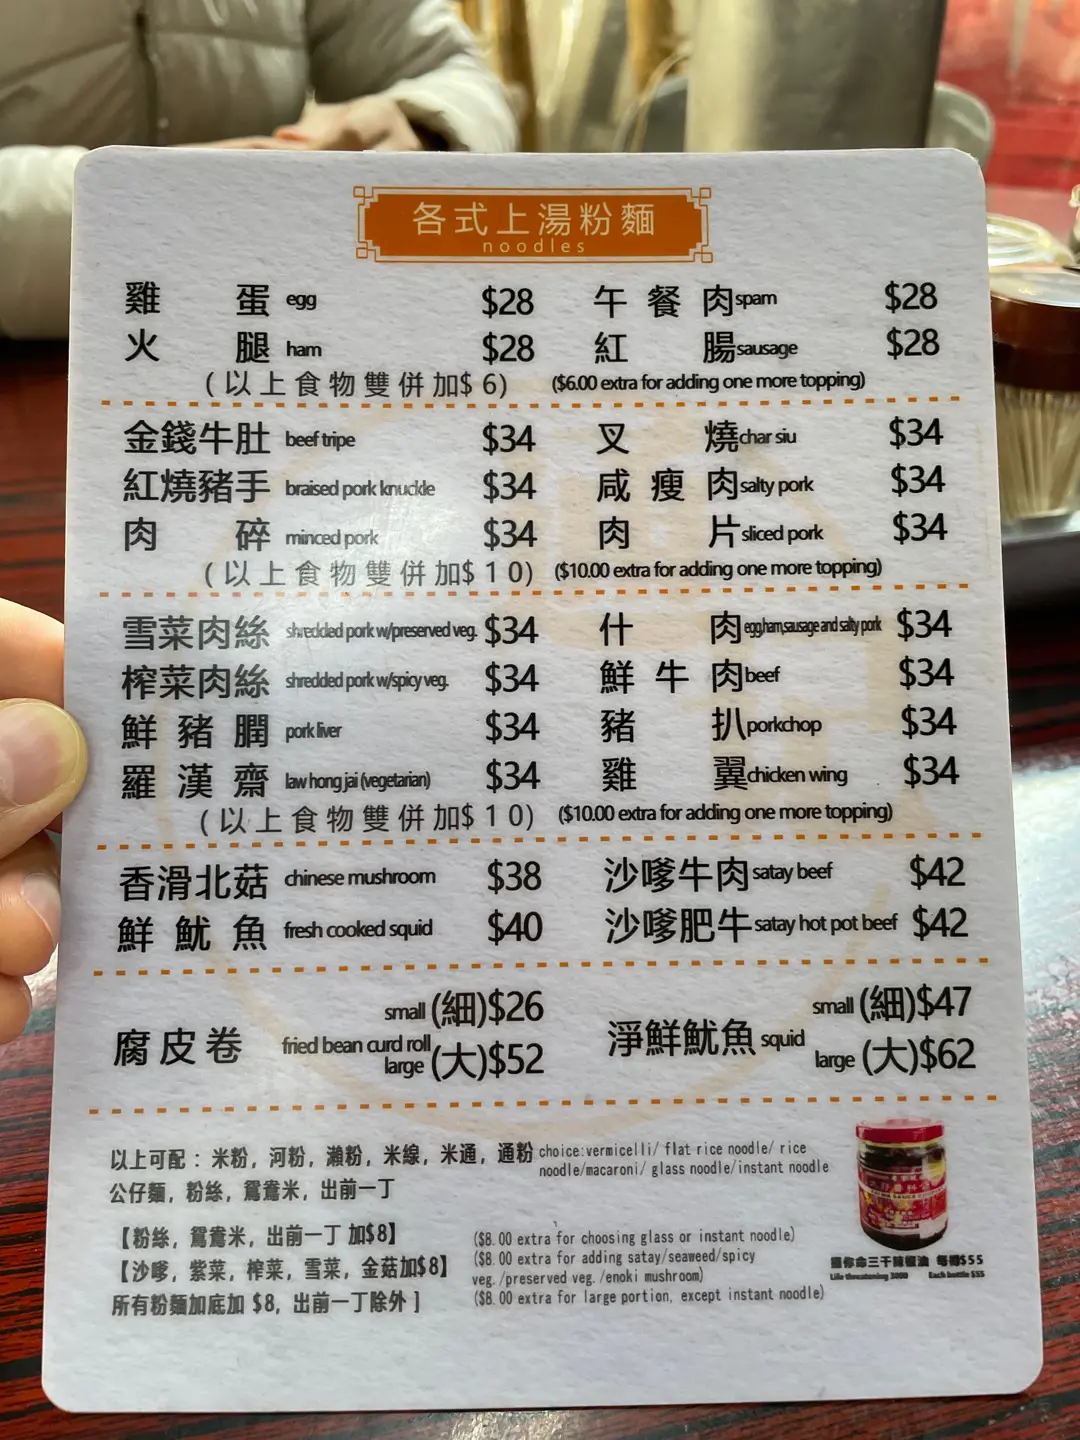 各式上湯粉麵
noodles
雞蛋 egg $28 午餐肉 spam $28
火腿 ham $28 紅腸 sausage $28
(以上食物雙併加$6) ($6.00 extra for adding one more topping)
金錢牛肚 beef tripe $34 叉燒 char siu $34
紅燒豬手 braised pork knuckle $34 咸瘦肉 salty pork $34
肉碎 minced pork $34 肉片 sliced pork $34
(以上食物雙併加$10) ($10.00 extra for adding one more topping)
雪菜肉絲 shredded pork w/preserved veg. $34 什肉 egg,ham,sausage and salty pork $34
榨菜肉絲 shredded pork w/spicy veg. $34 鮮牛肉 beef $34
鮮豬膶 pork liver $34 豬扒 porkchop $34
羅漢齋 law hong jai (vegetarian) $34 雞翼 chicken wing $34
(以上食物雙併加$10) ($10.00 extra for adding one more topping)
香滑北菇 chinese mushroom $38 沙嗲牛肉 satay beef $42
鮮魷魚 fresh cooked squid $40 沙嗲肥牛 satay hot pot beef $42
腐皮卷 fried bean curd roll small (細)$26 large (大)$52
淨鮮魷魚 squid small (細)$47 large (大)$62
以上可配：米粉，河粉，瀨粉，米線，米通，通粉
公仔麵，粉絲，鴛鴦米，出前一丁
choice:vermicelli/ flat rice noodle/ rice
noodle/macaroni/ glass noodle/instant noodle
【粉絲，鴛鴦米，出前一丁 加$8】 ($8.00 extra for choosing glass or instant noodle)
【沙嗲，紫菜，榨菜，雪菜，金菇加$8】 ($8.00 extra for adding satay/seaweed/spicy
veg./preserved veg./enoki mushroom)
所有粉麵加底加 $8，出前一丁除外 ] ($8.00 extra for large portion, except instant noodle)
命三千辣椒油 每樽$55
Life threatening 3000 Each bottle $55